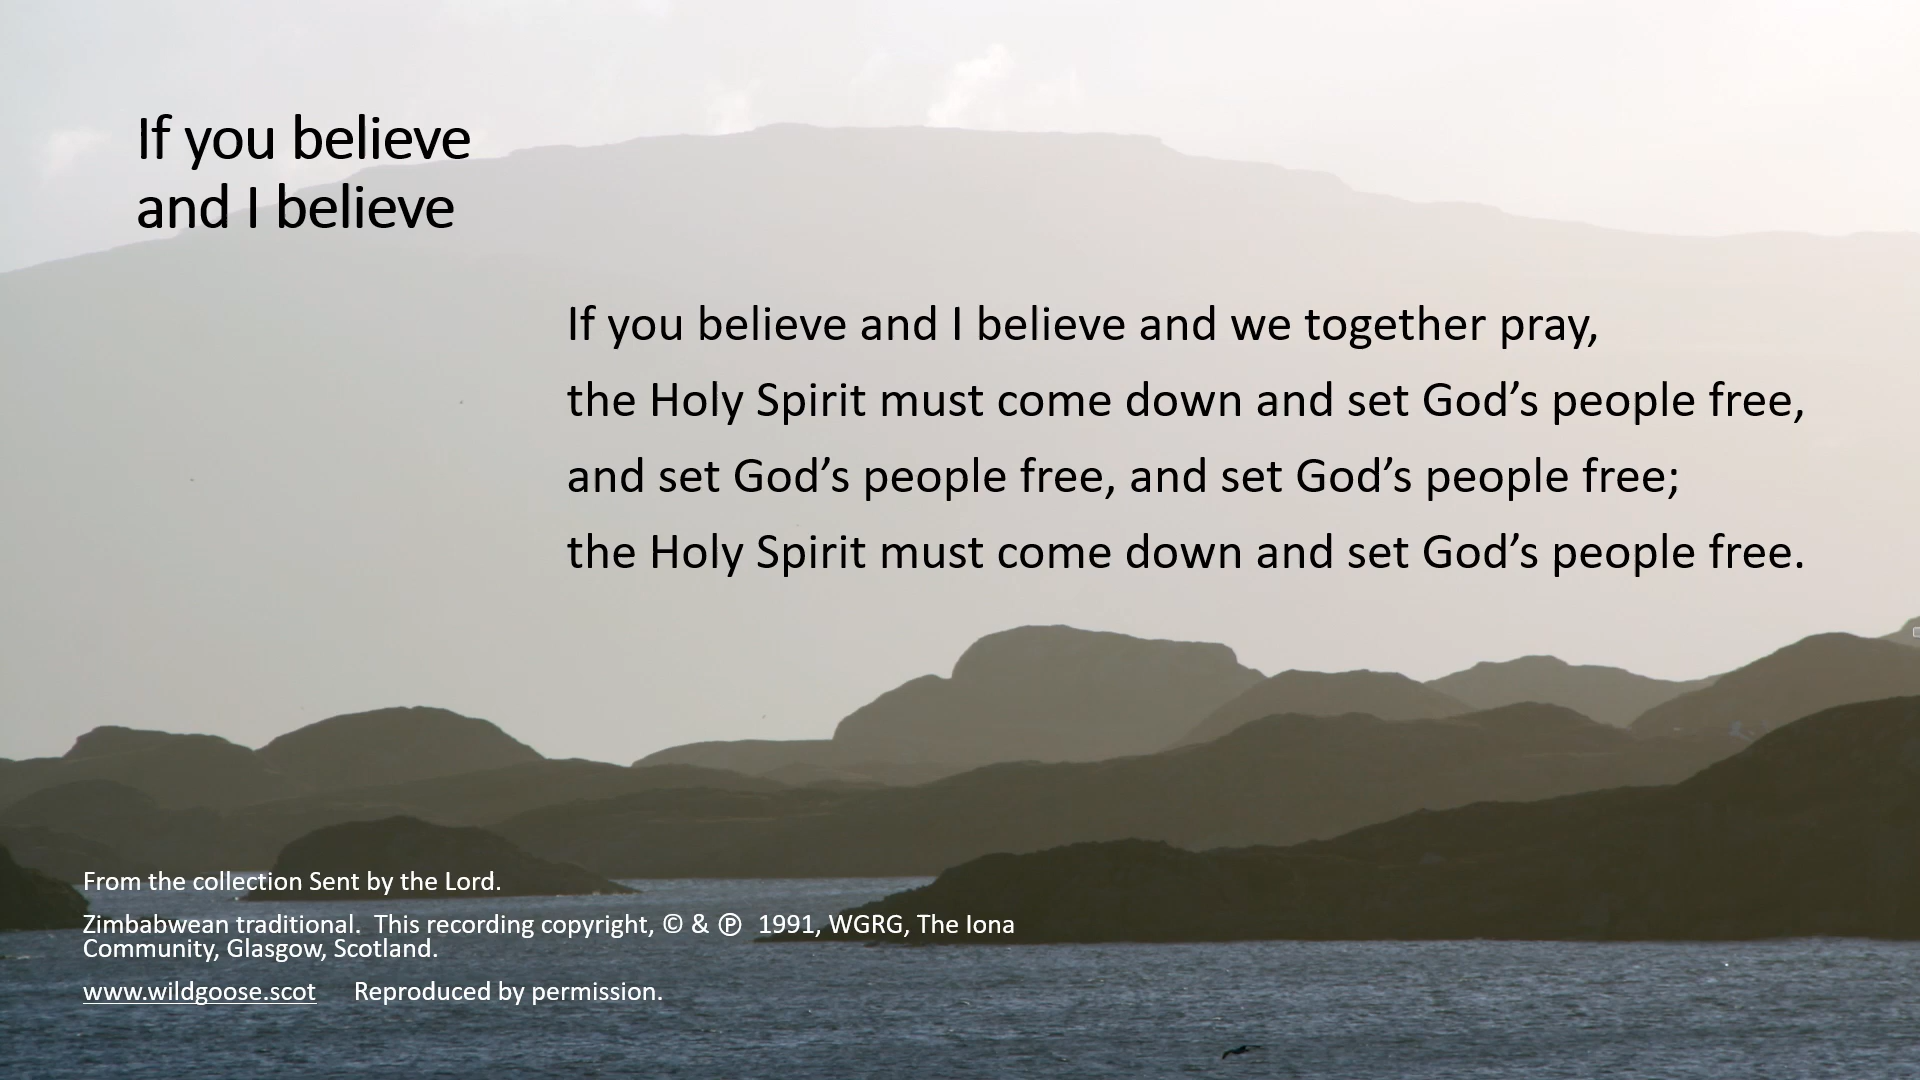 If you believe
and I believe
If you believe and I believe and we together pray,
the Holy Spirit must come down and set God’s people free,
and set God’s people free, and set God’s people free;
the Holy Spirit must come down and set God’s people free.
From the collection Sent by the Lord.
Zimbabwean traditional.  This recording copyright, © & ℗  1991, WGRG, The Iona
Community, Glasgow, Scotland.
www.wildgoose.scot     Reproduced by permission.